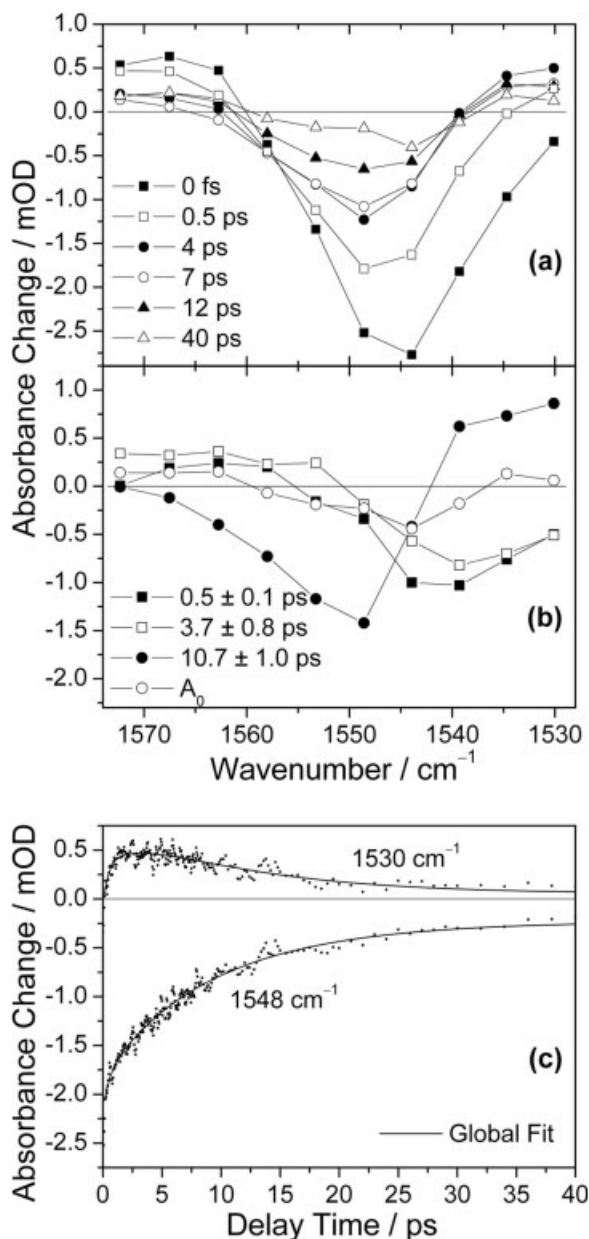 Absorbance Change / mOD
1.0
0.5
0.0
-0.5
-1.0
-1.5
-2.0
-2.5
0 fs
0.5 ps
4 ps
7 ps
12 ps
40 ps
(a)
Absorbance Change / mOD
1.0
0.5
0.0
-0.5
-1.0
-1.5
-2.0
0.5 ± 0.1 ps
3.7 ± 0.8 ps
10.7 ± 1.0 ps
A₀
(b)
1570 1560 1550 1540 1530
Wavenumber / cm⁻¹
Absorbance Change / mOD
0.5
0.0
-0.5
-1.0
-1.5
-2.0
-2.5
1530 cm⁻¹
1548 cm⁻¹
(c)
Global Fit
0 5 10 15 20 25 30 35 40
Delay Time / ps